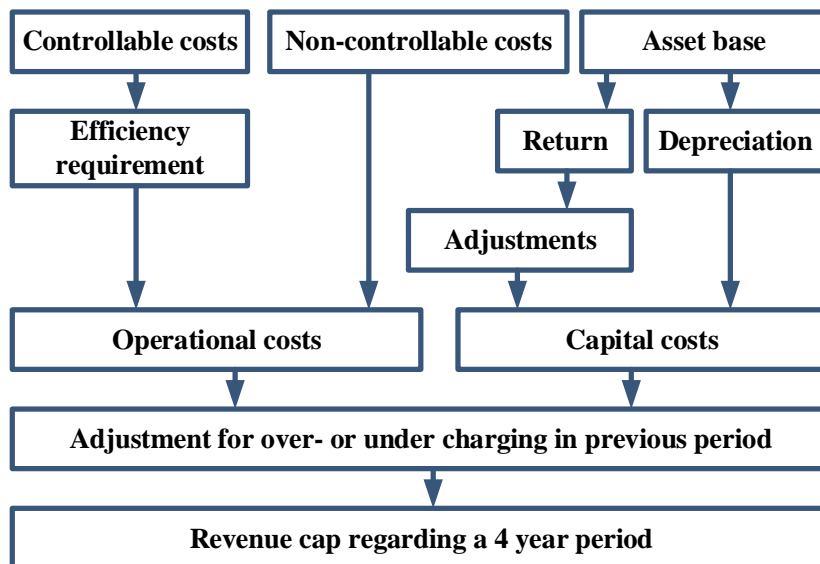 Controllable costs
Non-controllable costs
Asset base
Efficiency
requirement
Return
Depreciation
Adjustments
Operational costs
Capital costs
Adjustment for over- or under charging in previous period
Revenue cap regarding a 4 year period